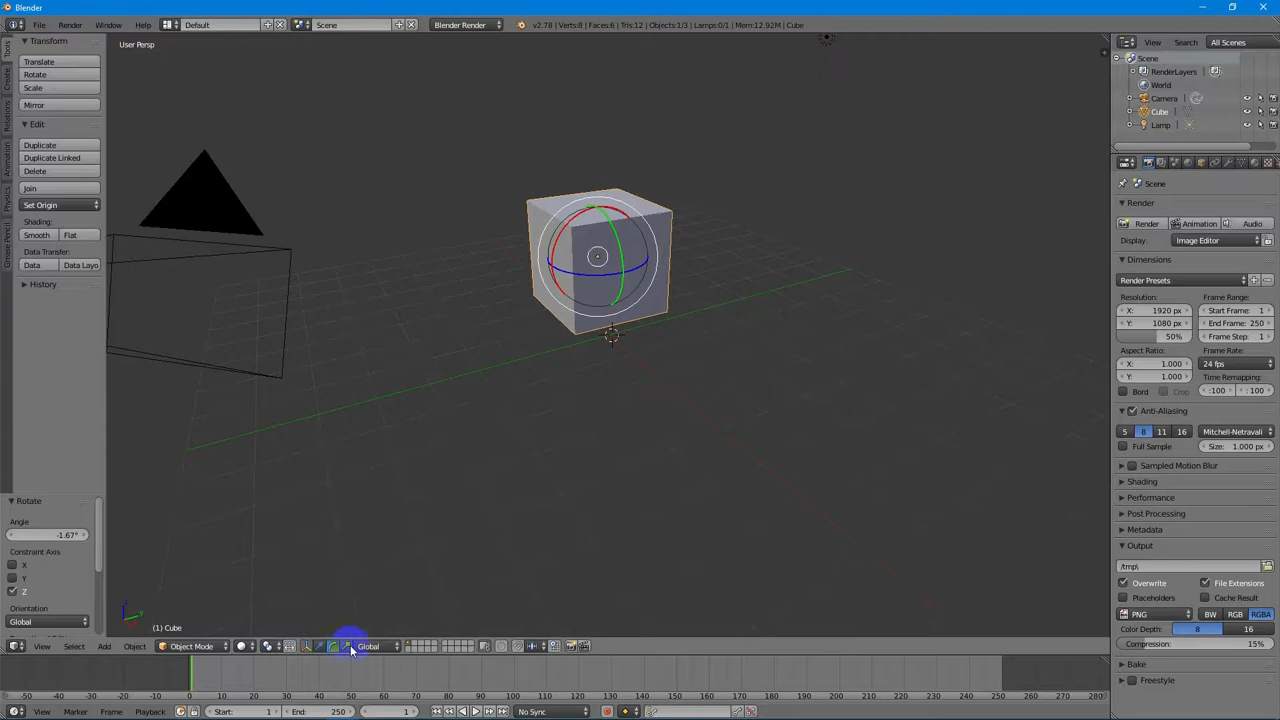 Blender
File Render Window Help Default Scene Blender Render v2.78 | Verts:8 | Faces:6 | Tris:12 | Objects:1/3 | Lamps:0/1 | Mem:12.92M | Cube
Tools
Create
Relations
Animation
Physics
Grease Pencil
Transform
Translate
Rotate
Scale
Mirror
Edit
Duplicate
Duplicate Linked
Delete
Join
Set Origin
Shading:
Smooth Flat
Data Transfer:
Data Data Layo
History
Rotate
Angle
-1.67°
Constraint Axis
X
Y
Z
Orientation
Global
User Persp
(1) Cube
View Select Add Object Object Mode Global
-50 -40 -30 -20 -10 0 10 20 30 40 50 60 70 80 90 100 110 120 130 140 150 160 170 180 190 200 210 220 230 240 250 260 270 280
View Marker Frame Playback Start: 1 End: 250 1 No Sync
View Search All Scenes
Scene
RenderLayers
World
Camera
Cube
Lamp
Scene
Render
Render Animation Audio
Display: Image Editor
Dimensions
Render Presets
Resolution: Frame Range:
X: 1920 px Start Frame: 1
Y: 1080 px End Frame: 250
50% Frame Step: 1
Aspect Ratio: Frame Rate:
X: 1.000 24 fps
Y: 1.000 Time Remapping:
Bord Crop :100 : 100
Anti-Aliasing
5 8 11 16 Mitchell-Netravali
Full Sample Size: 1.000 px
Sampled Motion Blur
Shading
Performance
Post Processing
Metadata
Output
/tmp\
Overwrite File Extensions
Placeholders Cache Result
PNG BW RGB RGBA
Color Depth: 8 16
Compression: 15%
Bake
Freestyle